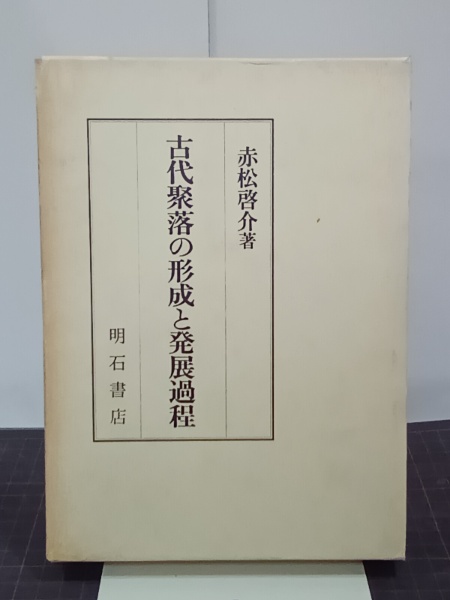 赤松啓介著
古代聚落の形成と発展過程
明石書店